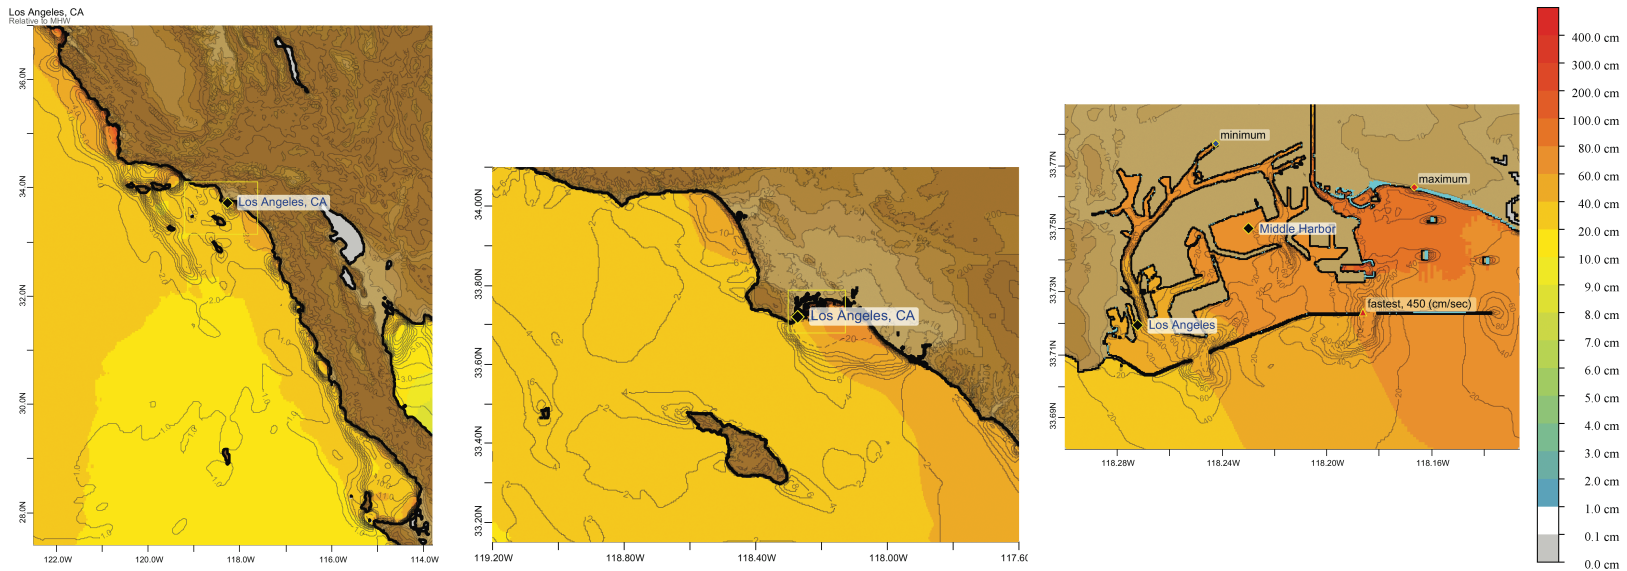 Los Angeles, CA
Relative to MHW
36.0N
34.0N
32.0N
30.0N
28.0N
122.0W
120.0W
118.0W
116.0W
114.0W
Los Angeles, CA
34.00N
33.80N
33.60N
33.40N
33.20N
119.20W
118.80W
118.40W
118.00W
117.60
Los Angeles, CA
33.77N
33.75N
33.73N
33.71N
33.69N
118.28W
118.24W
118.20W
118.16W
minimum
maximum
Middle Harbor
fastest, 450 (cm/sec)
Los Angeles
400.0 cm
300.0 cm
200.0 cm
100.0 cm
80.0 cm
60.0 cm
40.0 cm
20.0 cm
10.0 cm
9.0 cm
8.0 cm
7.0 cm
6.0 cm
5.0 cm
4.0 cm
3.0 cm
2.0 cm
1.0 cm
0.1 cm
0.0 cm